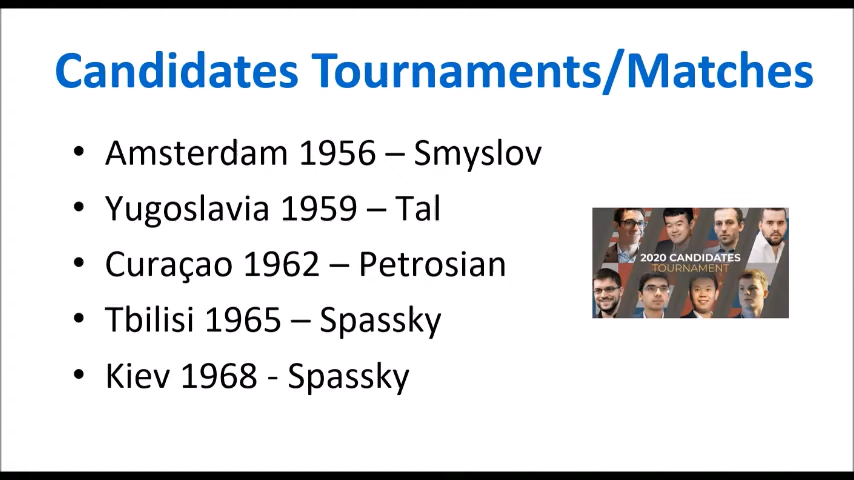 Candidates Tournaments/Matches
• Amsterdam 1956 – Smyslov
• Yugoslavia 1959 – Tal
• Curaçao 1962 – Petrosian
• Tbilisi 1965 – Spassky
• Kiev 1968 - Spassky
2020 CANDIDATES
TOURNAMENT